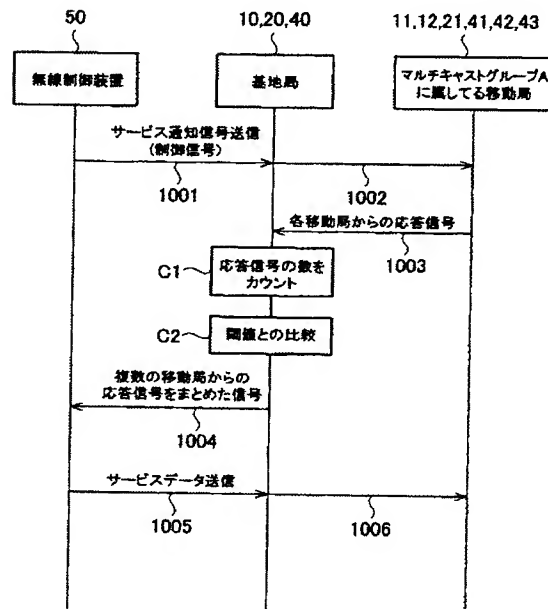 50
10,20,40
11,12,21,41,42,43
無線制御装置
基地局
マルチキャストグループA
に属してる移動局
サービス通知信号送信
(制御信号)
1001
1002
各移動局からの応答信号
1003
C1
応答信号の数を
カウント
C2
閾値との比較
複数の移動局からの
応答信号をまとめた信号
1004
サービスデータ送信
1005
1006